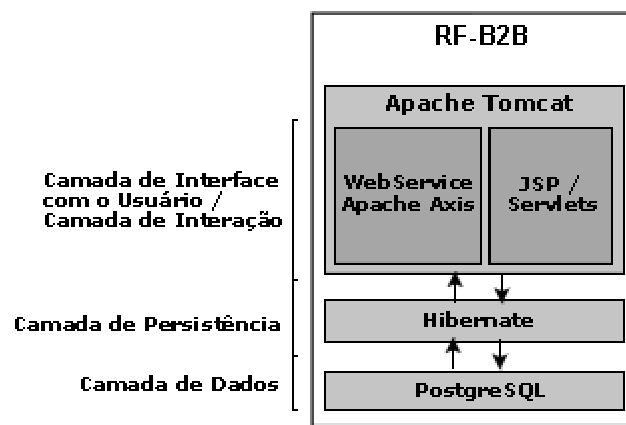 RF-B2B
Apache Tomcat
Camada de Interface
com o Usuário /
Camada de Interação
WebService
Apache Axis
JSP /
Servlets
Camada de Persistência
Hibernate
Camada de Dados
PostgreSQL